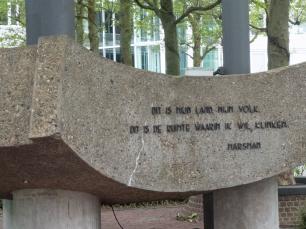 DIT IS MIJN LAND, MIJN VOLK,
DIT IS DE RUIMTE WAARIN IK WIL KLINKEN.
MARSMAN